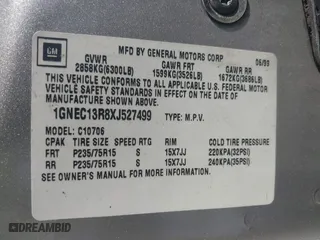 GM
MFD BY GENERAL MOTORS CORP 06/99
GVWR GAWR FRT GAWR RR
2858KG(6300LB) 1599KG(3526LB) 1672KG(3686LB)
THIS VEHICLE CONFORMS TO ALL APPLICABLE U.S. FEDERAL MOTOR
VEHICLE SAFETY STANDARDS IN EFFECT ON THE DATE OF
MANUFACTURE SHOWN ABOVE.
1GNEC13R8XJ527499 TYPE: M.P.V.
MODEL: C10706
CPAK TIRE SIZE SPEED RTG RIM COLD TIRE PRESSURE
FRT P235/75R15 S 15X7JJ 220KPA(32PSI)
RR P235/75R15 S 15X7JJ 240KPA(35PSI)
SEE OWNER'S MANUAL FOR MORE INFORMATION.